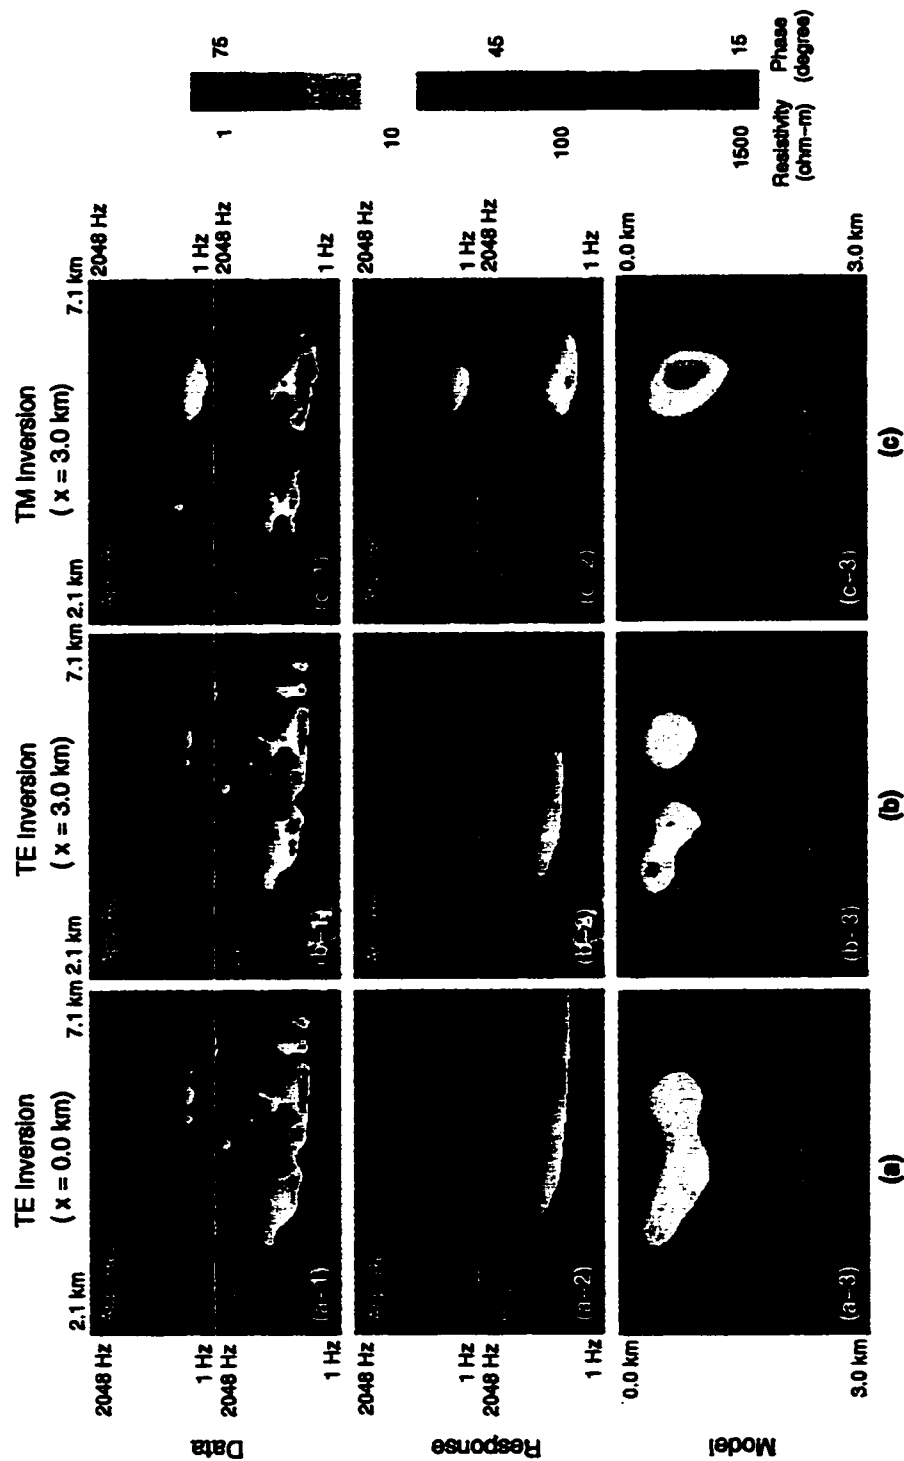 TE Inversion
( x = 0.0 km)
TE Inversion
( x = 3.0 km)
TM Inversion
( x = 3.0 km)
2.1 km
7.1 km
2.1 km
7.1 km
2.1 km
7.1 km
Data
2048 Hz
1 Hz
2048 Hz
1 Hz
(a-1)
(b-1)
(c-1)
2048 Hz
1 Hz
2048 Hz
1 Hz
Response
2048 Hz
1 Hz
2048 Hz
1 Hz
(a-2)
(b-2)
(c-2)
2048 Hz
1 Hz
2048 Hz
1 Hz
Model
0.0 km
3.0 km
(a-3)
(b-3)
(c-3)
0.0 km
3.0 km
(a)
(b)
(c)
1
10
100
1500
Resistivity
(ohm-m)
75
45
15
Phase
(degree)